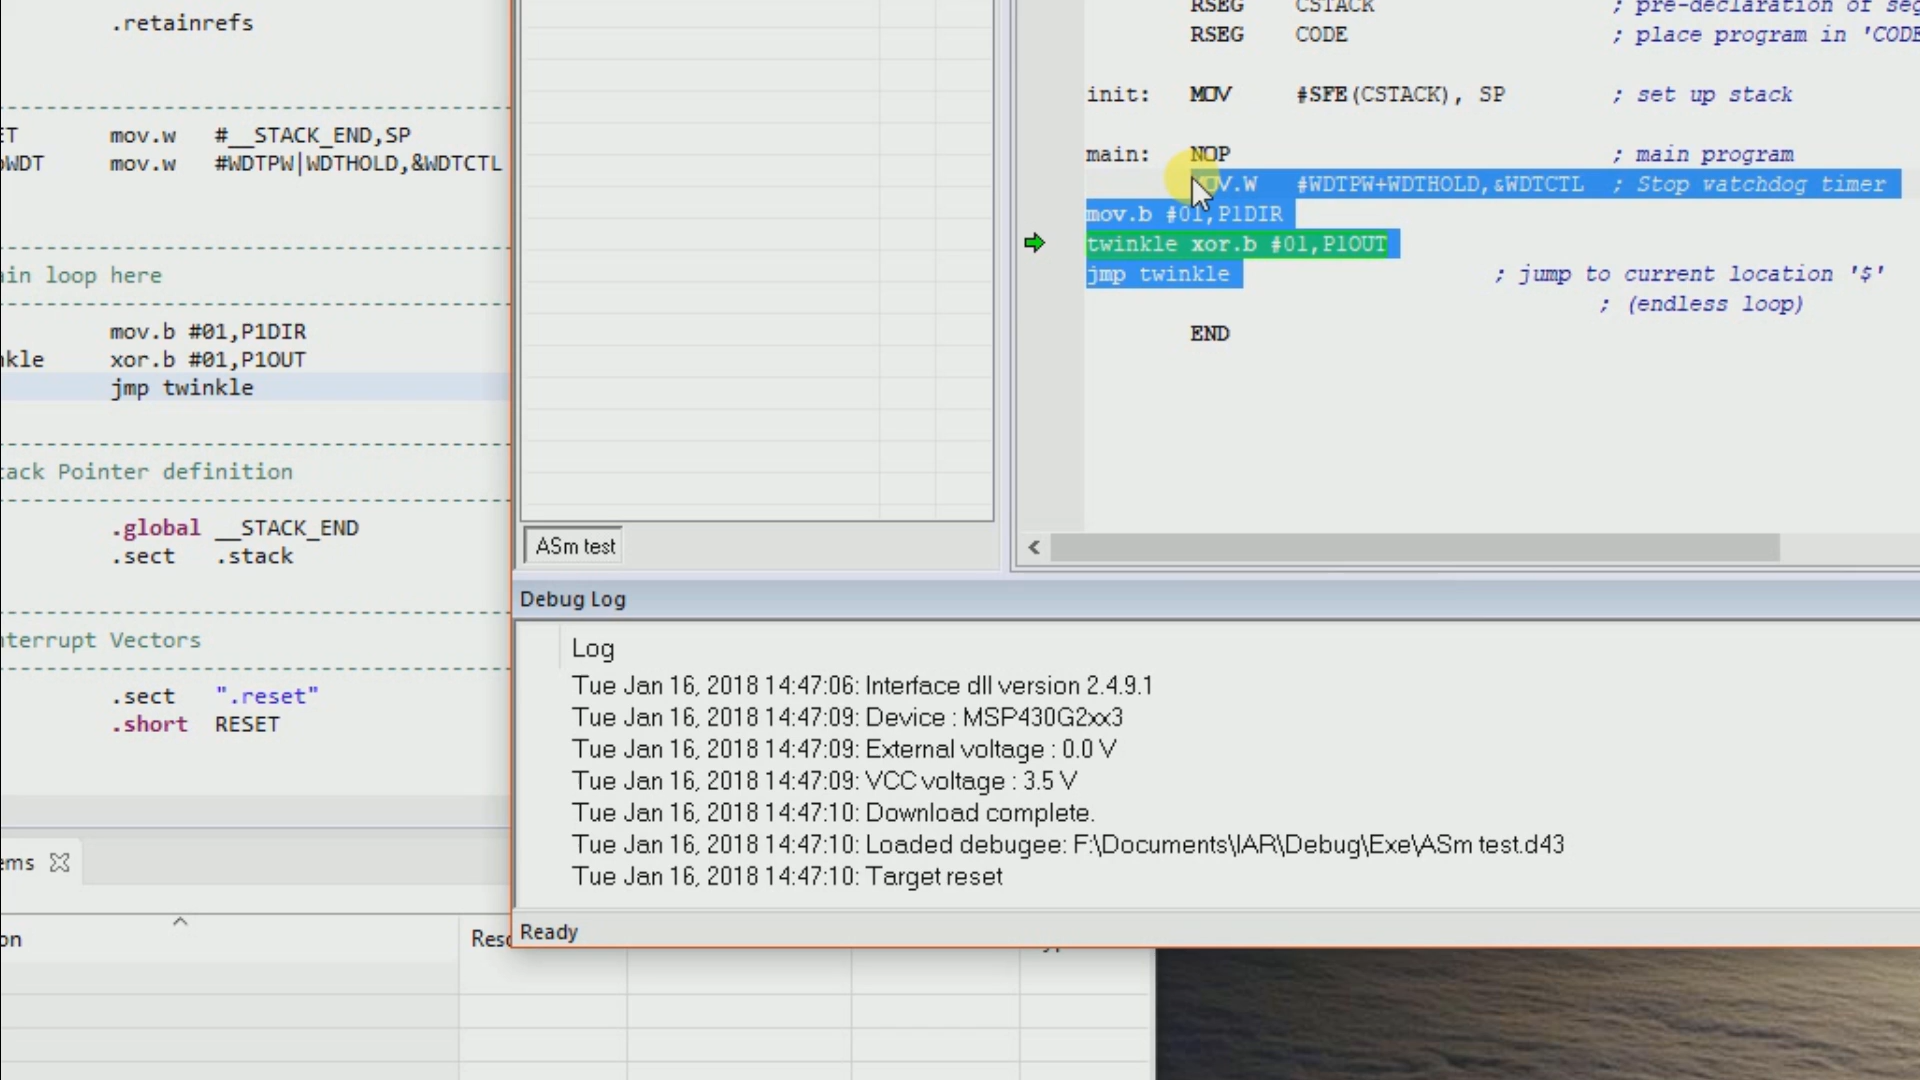 .retainrefs
mov.w #__STACK_END,SP
mov.w #WDTPW|WDTHOLD,&WDTCTL
ain loop here
mov.b #01,P1DIR
nkle xor.b #01,P1OUT
jmp twinkle
tack Pointer definition
.global __STACK_END
.sect .stack
nterrupt Vectors
.sect ".reset"
.short RESET
ems
on
RSEG CSTACK ; pre-declaration of seg
RSEG CODE ; place program in 'CODE
init: MOV #SFE(CSTACK), SP ; set up stack
main: NOP ; main program
MOV.W #WDTPW+WDTHOLD,&WDTCTL ; Stop watchdog timer
mov.b #01,P1DIR
twinkle xor.b #01,P1OUT
jmp twinkle ; jump to current location '$'
; (endless loop)
END
ASm test
Debug Log
Log
Tue Jan 16, 2018 14:47:06: Interface dll version 2.4.9.1
Tue Jan 16, 2018 14:47:09: Device : MSP430G2xx3
Tue Jan 16, 2018 14:47:09: External voltage : 0.0 V
Tue Jan 16, 2018 14:47:09: VCC voltage : 3.5 V
Tue Jan 16, 2018 14:47:10: Download complete.
Tue Jan 16, 2018 14:47:10: Loaded debugee: F:\Documents\IAR\Debug\Exe\ASm test.d43
Tue Jan 16, 2018 14:47:10: Target reset
Ready